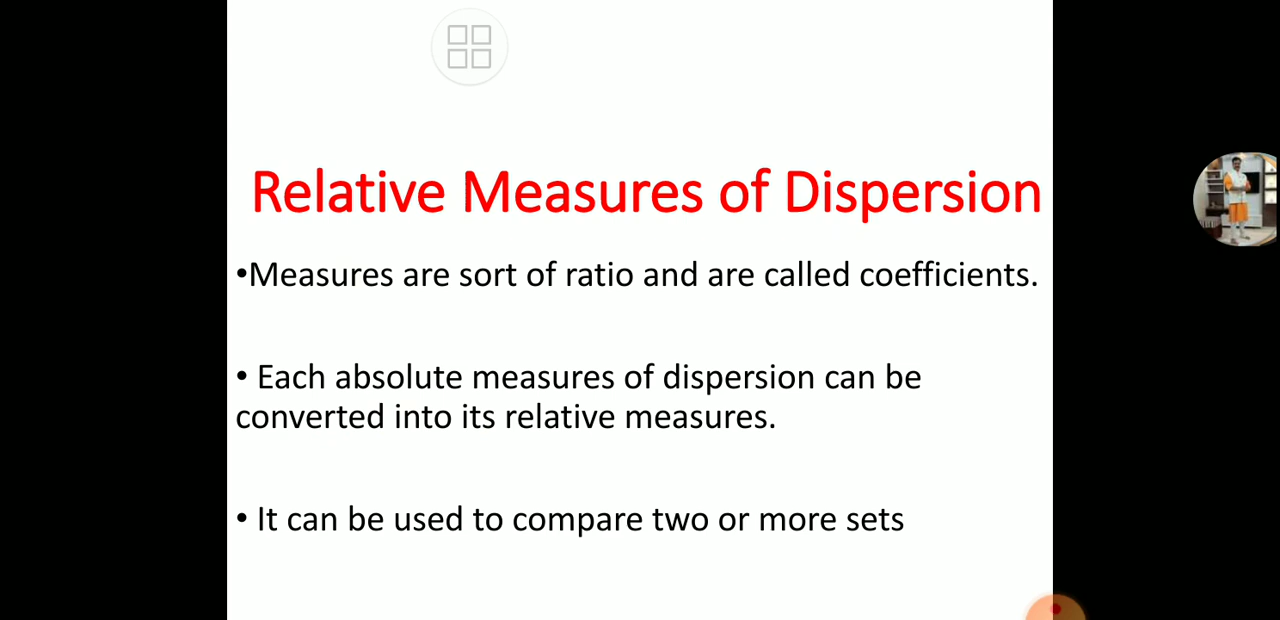 Relative Measures of Dispersion
•Measures are sort of ratio and are called coefficients.
• Each absolute measures of dispersion can be
converted into its relative measures.
• It can be used to compare two or more sets